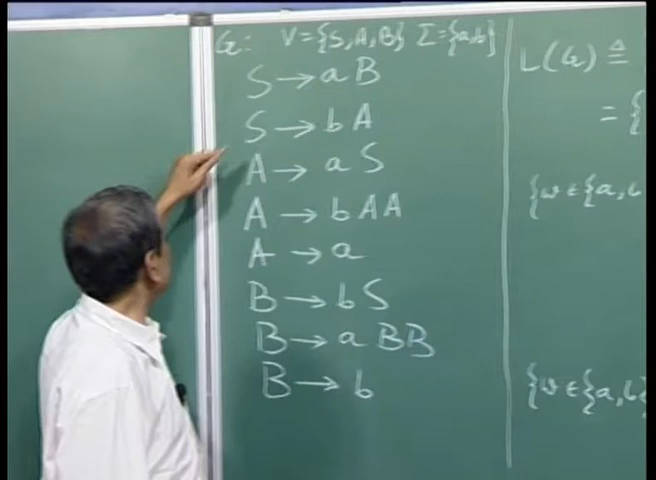 G: V={S,A,B} Σ={a,b}
S→aB
S→bA
A→aS
A→bAA
A→a
B→bS
B→aBB
B→b
L(G) ≜
= {
{w ∈ {a, b
{w ∈ {a, b}